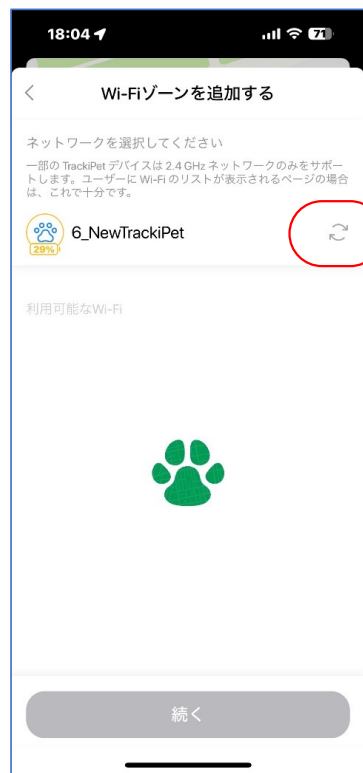 18:04
71
Wi-Fiゾーンを追加する
ネットワークを選択してください
一部の TrackiPet デバイスは 2.4 GHz ネットワークのみをサポー
トします。ユーザーに Wi-Fi のリストが表示されるページの場合
は、これで十分です。
6_NewTrackiPet
29%
利用可能なWi-Fi
続く